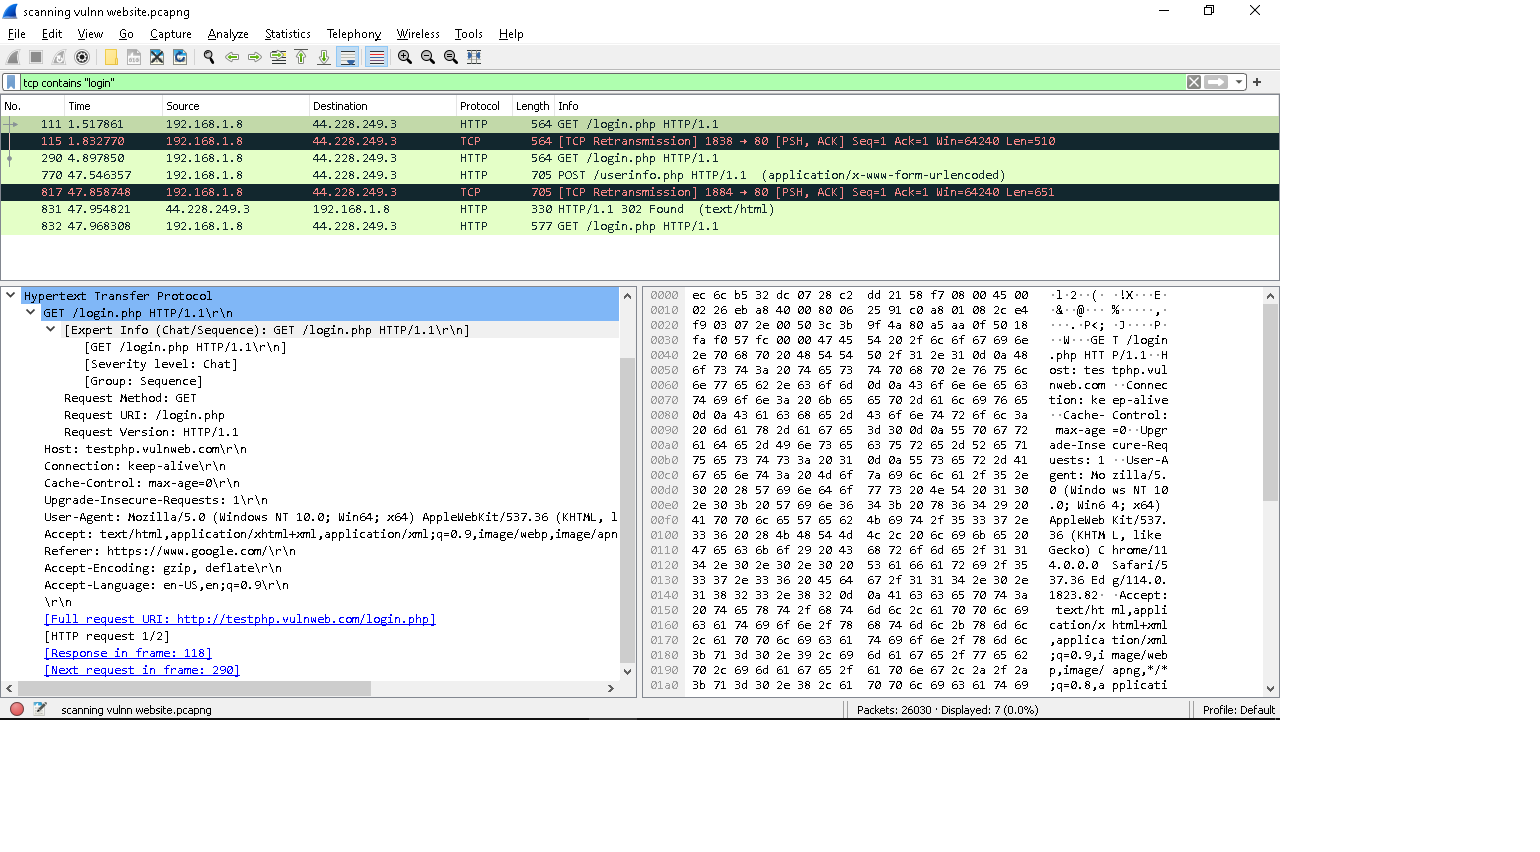 scanning vulnn website.pcapng
File Edit View Go Capture Analyze Statistics Telephony Wireless Tools Help
tcp contains "login"
No. Time Source Destination Protocol Length Info
111 1.517861 192.168.1.8 44.228.249.3 HTTP 564 GET /login.php HTTP/1.1
115 1.832770 192.168.1.8 44.228.249.3 TCP 564 [TCP Retransmission] 1838 → 80 [PSH, ACK] Seq=1 Ack=1 Win=64240 Len=510
290 4.897850 192.168.1.8 44.228.249.3 HTTP 564 GET /login.php HTTP/1.1
770 47.546357 192.168.1.8 44.228.249.3 HTTP 705 POST /userinfo.php HTTP/1.1 (application/x-www-form-urlencoded)
817 47.858748 192.168.1.8 44.228.249.3 TCP 705 [TCP Retransmission] 1884 → 80 [PSH, ACK] Seq=1 Ack=1 Win=64240 Len=651
831 47.954821 44.228.249.3 192.168.1.8 HTTP 330 HTTP/1.1 302 Found (text/html)
832 47.968308 192.168.1.8 44.228.249.3 HTTP 577 GET /login.php HTTP/1.1
Hypertext Transfer Protocol
GET /login.php HTTP/1.1\r\n
[Expert Info (Chat/Sequence): GET /login.php HTTP/1.1\r\n]
[GET /login.php HTTP/1.1\r\n]
[Severity level: Chat]
[Group: Sequence]
Request Method: GET
Request URI: /login.php
Request Version: HTTP/1.1
Host: testphp.vulnweb.com\r\n
Connection: keep-alive\r\n
Cache-Control: max-age=0\r\n
Upgrade-Insecure-Requests: 1\r\n
User-Agent: Mozilla/5.0 (Windows NT 10.0; Win64; x64) AppleWebKit/537.36 (KHTML, l
Accept: text/html,application/xhtml+xml,application/xml;q=0.9,image/webp,image/apn
Referer: https://www.google.com/\r\n
Accept-Encoding: gzip, deflate\r\n
Accept-Language: en-US,en;q=0.9\r\n
\r\n
[Full request URI: http://testphp.vulnweb.com/login.php]
[HTTP request 1/2]
[Response in frame: 118]
[Next request in frame: 290]
0000 ec 6c b5 32 dc 07 28 c2 dd 21 58 f7 08 00 45 00 ·l·2··(· ·!X···E·
0010 02 26 eb a8 40 00 80 06 25 91 c0 a8 01 08 2c e4 ·&··@··· %·····,·
0020 f9 03 07 2e 00 50 3c 3b 9f 4a 80 a5 aa 0f 50 18 ···.·P<; ·J····P·
0030 fa f0 57 fc 00 00 47 45 54 20 2f 6c 6f 67 69 6e ··W···GE T /login
0040 2e 70 68 70 20 48 54 54 50 2f 31 2e 31 0d 0a 48 .php HTT P/1.1··H
0050 6f 73 74 3a 20 74 65 73 74 70 68 70 2e 76 75 6c ost: tes tphp.vul
0060 6e 77 65 62 2e 63 6f 6d 0d 0a 43 6f 6e 6e 65 63 nweb.com ··Connec
0070 74 69 6f 6e 3a 20 6b 65 65 70 2d 61 6c 69 76 65 tion: ke ep-alive
0080 0d 0a 43 61 63 68 65 2d 43 6f 6e 74 72 6f 6c 3a ··Cache- Control:
0090 20 6d 61 78 2d 61 67 65 3d 30 0d 0a 55 70 67 72 max-age =0··Upgr
00a0 61 64 65 2d 49 6e 73 65 63 75 72 65 2d 52 65 71 ade-Inse cure-Req
00b0 75 65 73 74 73 3a 20 31 0d 0a 55 73 65 72 2d 41 uests: 1 ··User-A
00c0 67 65 6e 74 3a 20 4d 6f 7a 69 6c 6c 61 2f 35 2e gent: Mo zilla/5.
00d0 30 20 28 57 69 6e 64 6f 77 73 20 4e 54 20 31 30 0 (Windo ws NT 10
00e0 2e 30 3b 20 57 69 6e 36 34 3b 20 78 36 34 29 20 .0; Win6 4; x64)
00f0 41 70 70 6c 65 57 65 62 4b 69 74 2f 35 33 37 2e AppleWeb Kit/537.
0100 33 36 20 28 4b 48 54 4d 4c 2c 20 6c 69 6b 65 20 36 (KHTM L, like
0110 47 65 63 6b 6f 29 20 43 68 72 6f 6d 65 2f 31 31 Gecko) C hrome/11
0120 34 2e 30 2e 30 2e 30 20 53 61 66 61 72 69 2f 35 4.0.0.0 Safari/5
0130 33 37 2e 33 36 20 45 64 67 2f 31 31 34 2e 30 2e 37.36 Ed g/114.0.
0140 31 38 32 33 2e 38 32 0d 0a 41 63 63 65 70 74 3a 1823.82· ·Accept:
0150 20 74 65 78 74 2f 68 74 6d 6c 2c 61 70 70 6c 69 text/ht ml,appli
0160 63 61 74 69 6f 6e 2f 78 68 74 6d 6c 2b 78 6d 6c cation/x html+xml
0170 2c 61 70 70 6c 69 63 61 74 69 6f 6e 2f 78 6d 6c ,applica tion/xml
0180 3b 71 3d 30 2e 39 2c 69 6d 61 67 65 2f 77 65 62 ;q=0.9,i mage/web
0190 70 2c 69 6d 61 67 65 2f 61 70 6e 67 2c 2a 2f 2a p,image/ apng,*/*
01a0 3b 71 3d 30 2e 38 2c 61 70 70 6c 69 63 61 74 69 ;q=0.8,a pplicati
scanning vulnn website.pcapng
Packets: 26030 · Displayed: 7 (0.0%)
Profile: Default